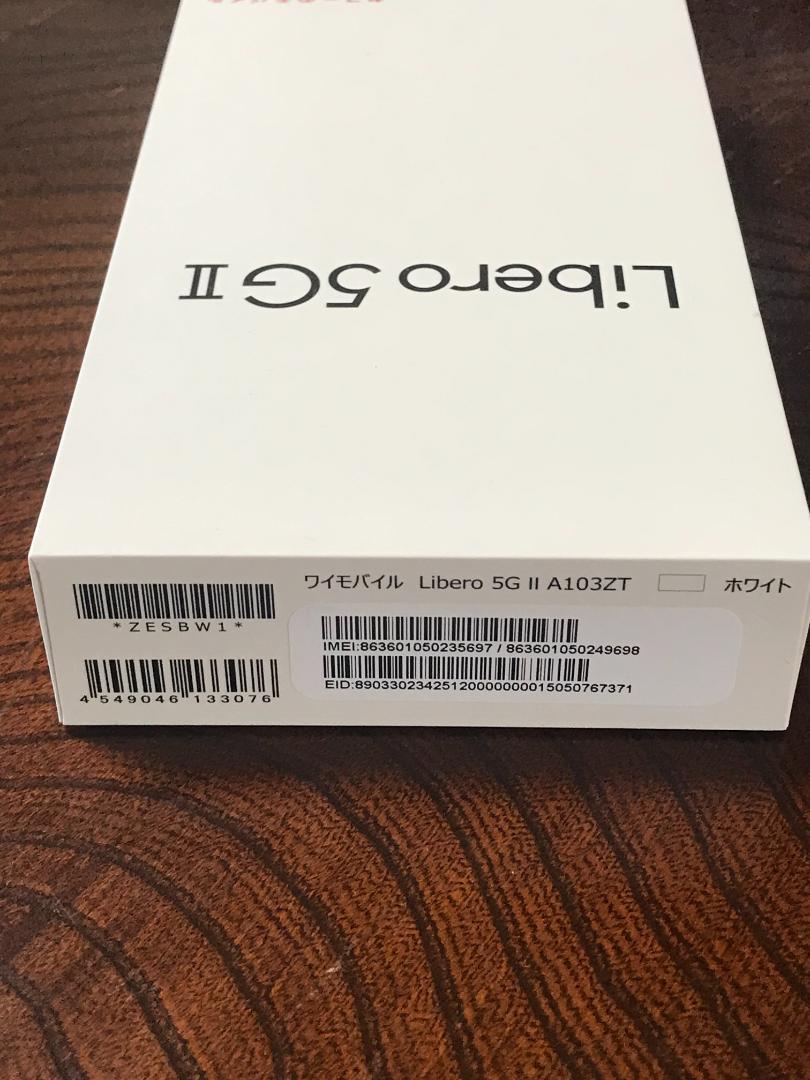 Libero 5G II
ワイモバイル Libero 5G II A103ZT ホワイト
*ZESBW1*
IMEI:863601050235697 / 863601050249698
EID:89033023425120000000015050767371
4 549046 133076